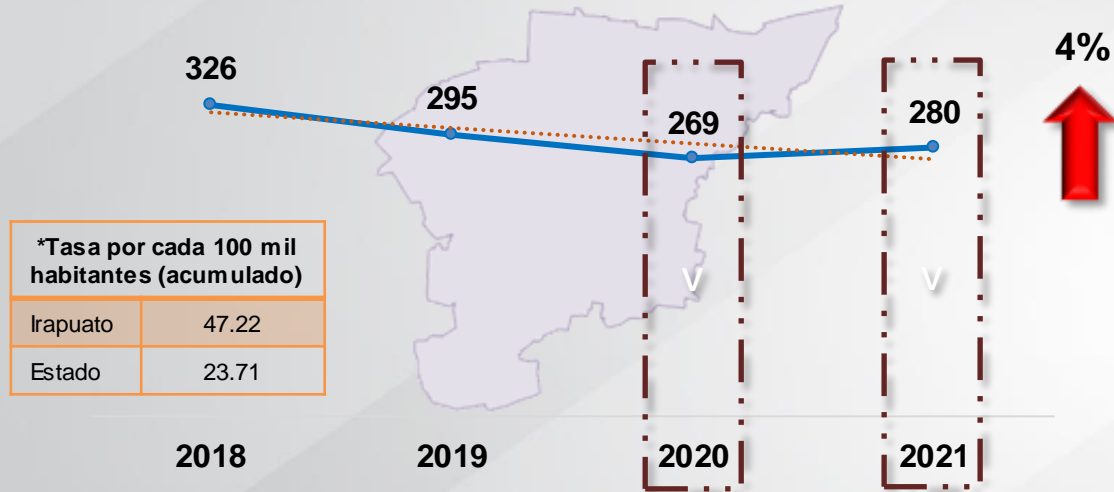 4%
326
295
269
280
*Tasa por cada 100 mil
habitantes (acumulado)
Irapuato 47.22
Estado 23.71
V
V
2018 2019 2020 2021